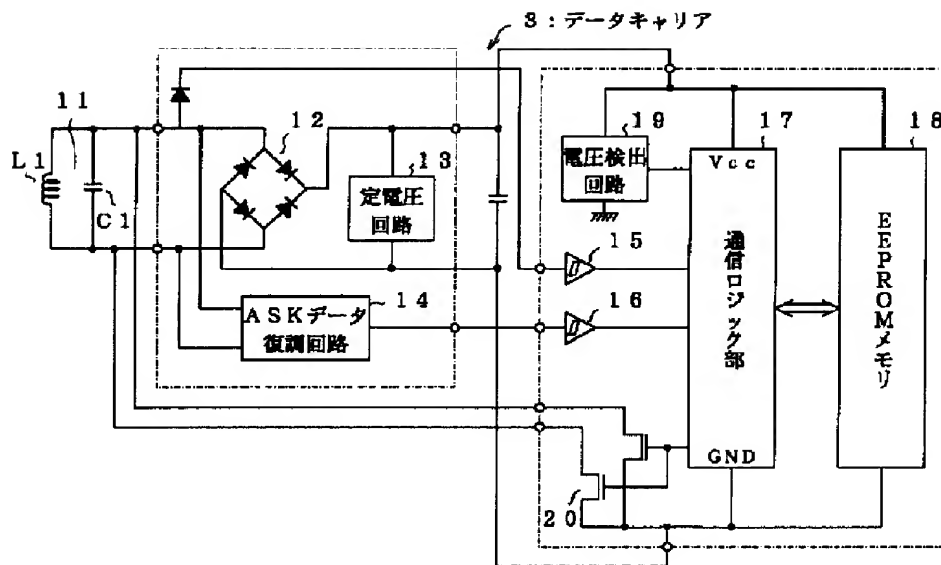 3:データキャリア
11
12
19
17
18
L1
C1
13
定電圧
回路
電圧検出
回路
Vcc
通信ロジック部
GND
EEPROMメモリ
15
14
16
ASKデータ
復調回路
20